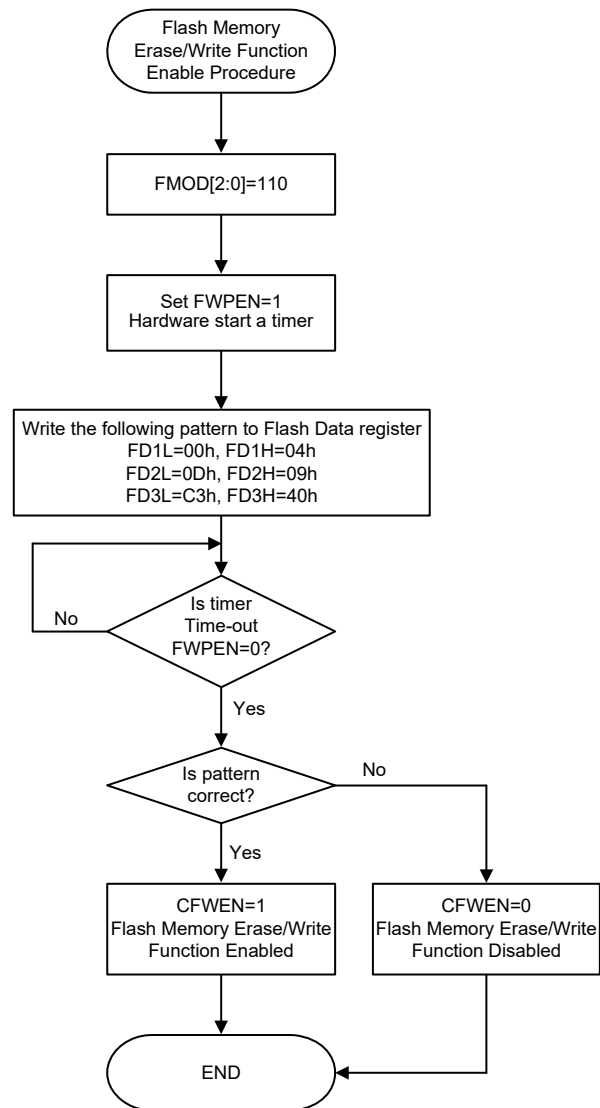 Flash Memory
Erase/Write Function
Enable Procedure
FMOD[2:0]=110
Set FWPEN=1
Hardware start a timer
Write the following pattern to Flash Data register
FD1L=00h, FD1H=04h
FD2L=0Dh, FD2H=09h
FD3L=C3h, FD3H=40h
No
Is timer
Time-out
FWPEN=0?
Yes
Is pattern
correct?
No
Yes
CFWEN=1
Flash Memory Erase/Write
Function Enabled
CFWEN=0
Flash Memory Erase/Write
Function Disabled
END